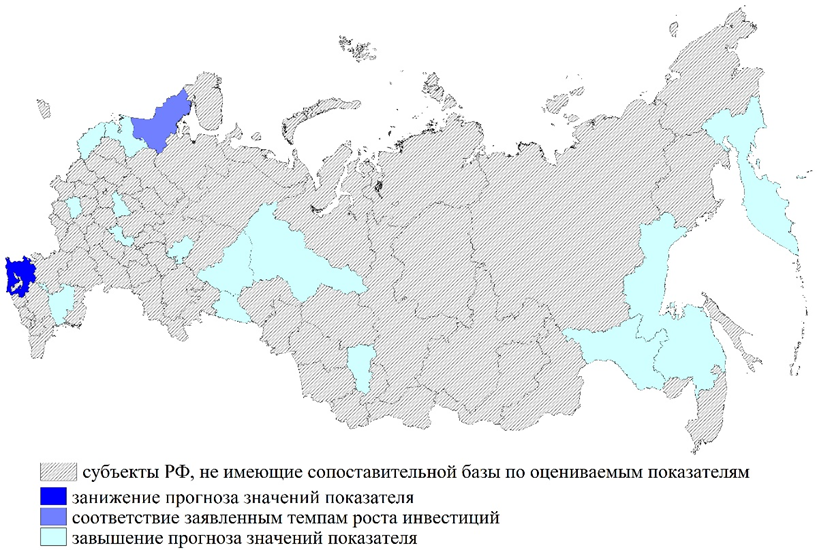 субъекты РФ, не имеющие сопоставительной базы по оцениваемым показателям
занижение прогноза значений показателя
соответствие заявленным темпам роста инвестиций
завышение прогноза значений показателя